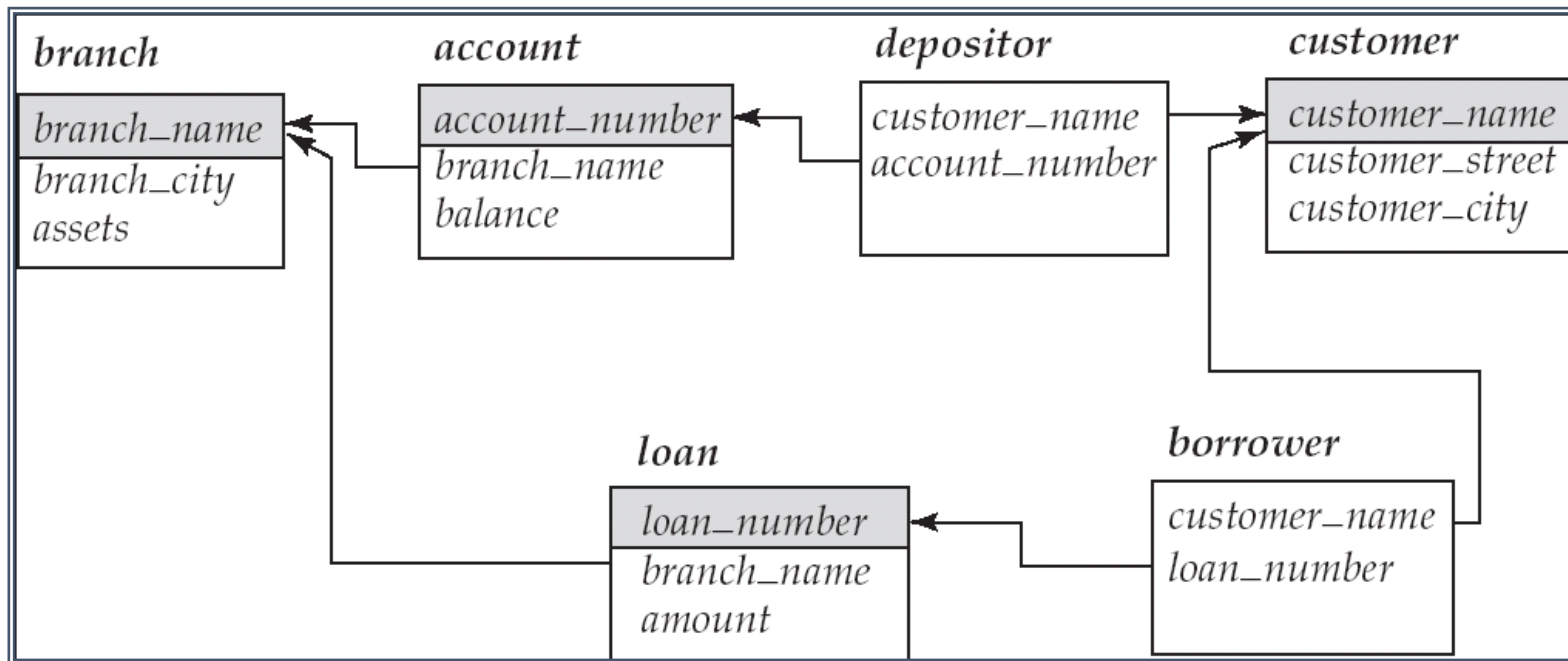 branch
branch_name
branch_city
assets
account
account_number
branch_name
balance
depositor
customer_name
account_number
customer
customer_name
customer_street
customer_city
loan
loan_number
branch_name
amount
borrower
customer_name
loan_number